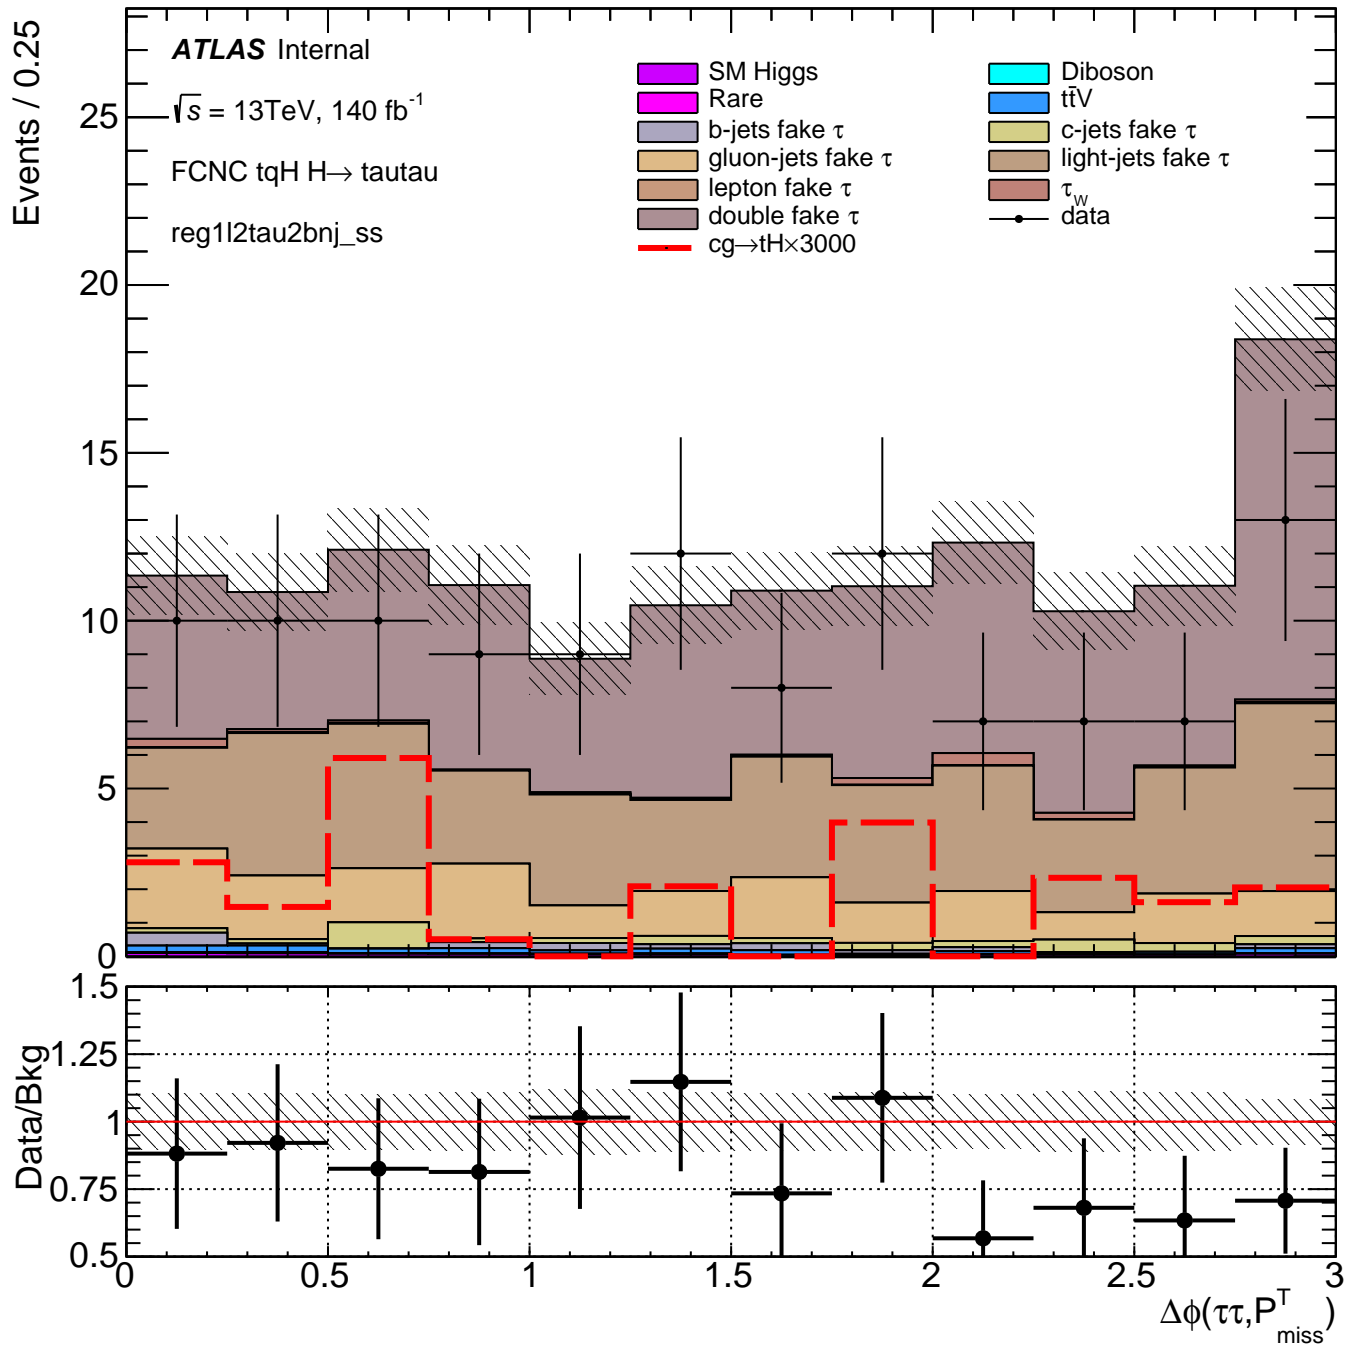 Events / 0.25
ATLAS Internal
√s = 13TeV, 140 fb⁻¹
FCNC tqH H→ tautau
reg1l2tau2bnj_ss
SM Higgs
Diboson
Rare
tt̄V
b-jets fake τ
c-jets fake τ
gluon-jets fake τ
light-jets fake τ
lepton fake τ
τ_W
double fake τ
data
cg→tH×3000
25
20
15
10
5
0
Data/Bkg
1.5
1.25
1
0.75
0.5
0 0.5 1 1.5 2 2.5 3
Δϕ(ττ,P^T_miss)